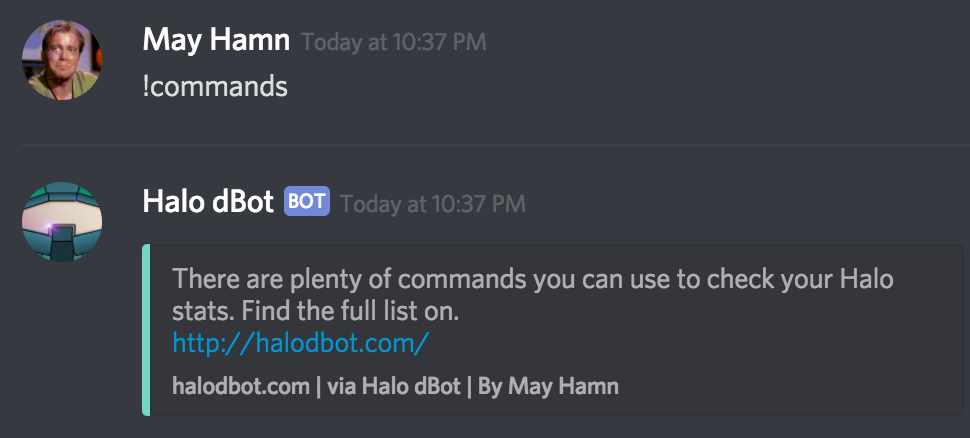 May Hamn Today at 10:37 PM
!commands
Halo dBot BOT Today at 10:37 PM
There are plenty of commands you can use to check your Halo
stats. Find the full list on.
http://halodbot.com/
halodbot.com | via Halo dBot | By May Hamn